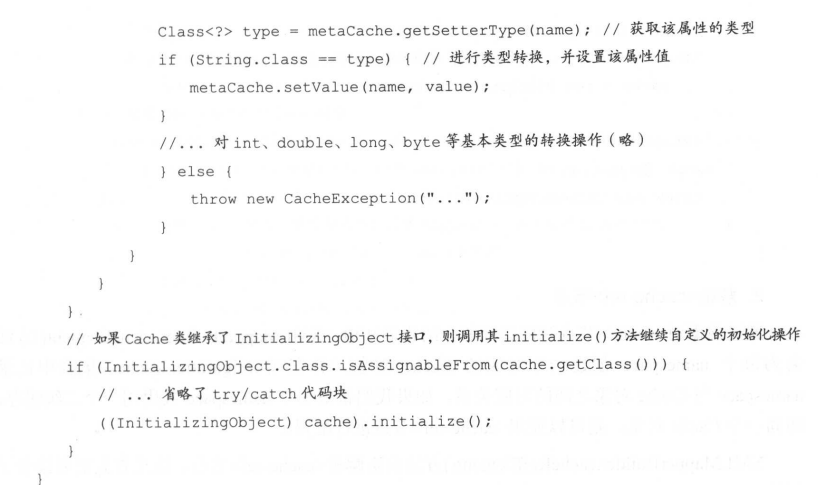 Class<?> type = metaCache.getSetterType(name); // 获取该属性的类型
if (String.class == type) { // 进行类型转换，并设置该属性值
metaCache.setValue(name, value);
}
//... 对 int、double、long、byte 等基本类型的转换操作（略）
} else {
throw new CacheException("...");
}
}
}
}
// 如果 Cache 类继承了 InitializingObject 接口，则调用其 initialize()方法继续自定义的初始化操作
if (InitializingObject.class.isAssignableFrom(cache.getClass())) {
// ... 省略了 try/catch 代码块
((InitializingObject) cache).initialize();
}
}